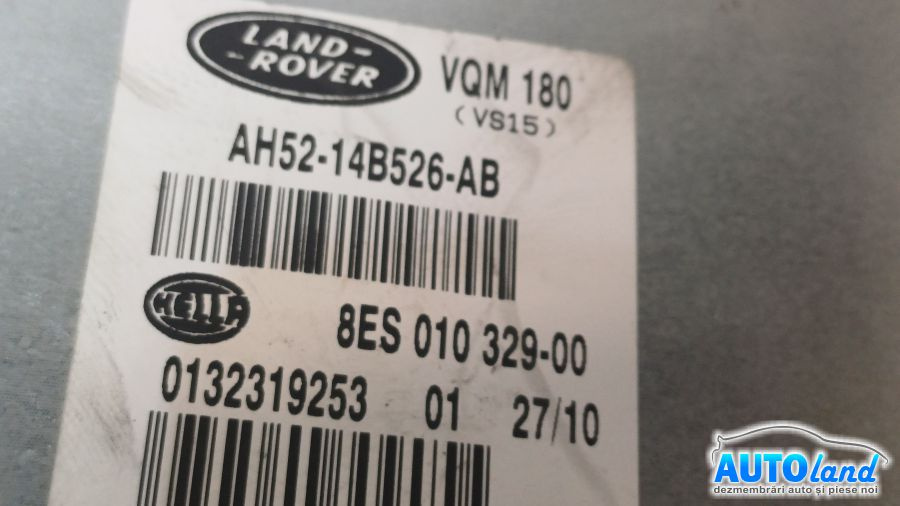 LAND-
-ROVER
VQM 180
(VS15)
AH52-14B526-AB
HELLA
8ES 010 329-00
0132319253 01 27/10
AUTOland
dezmembrări auto și piese noi